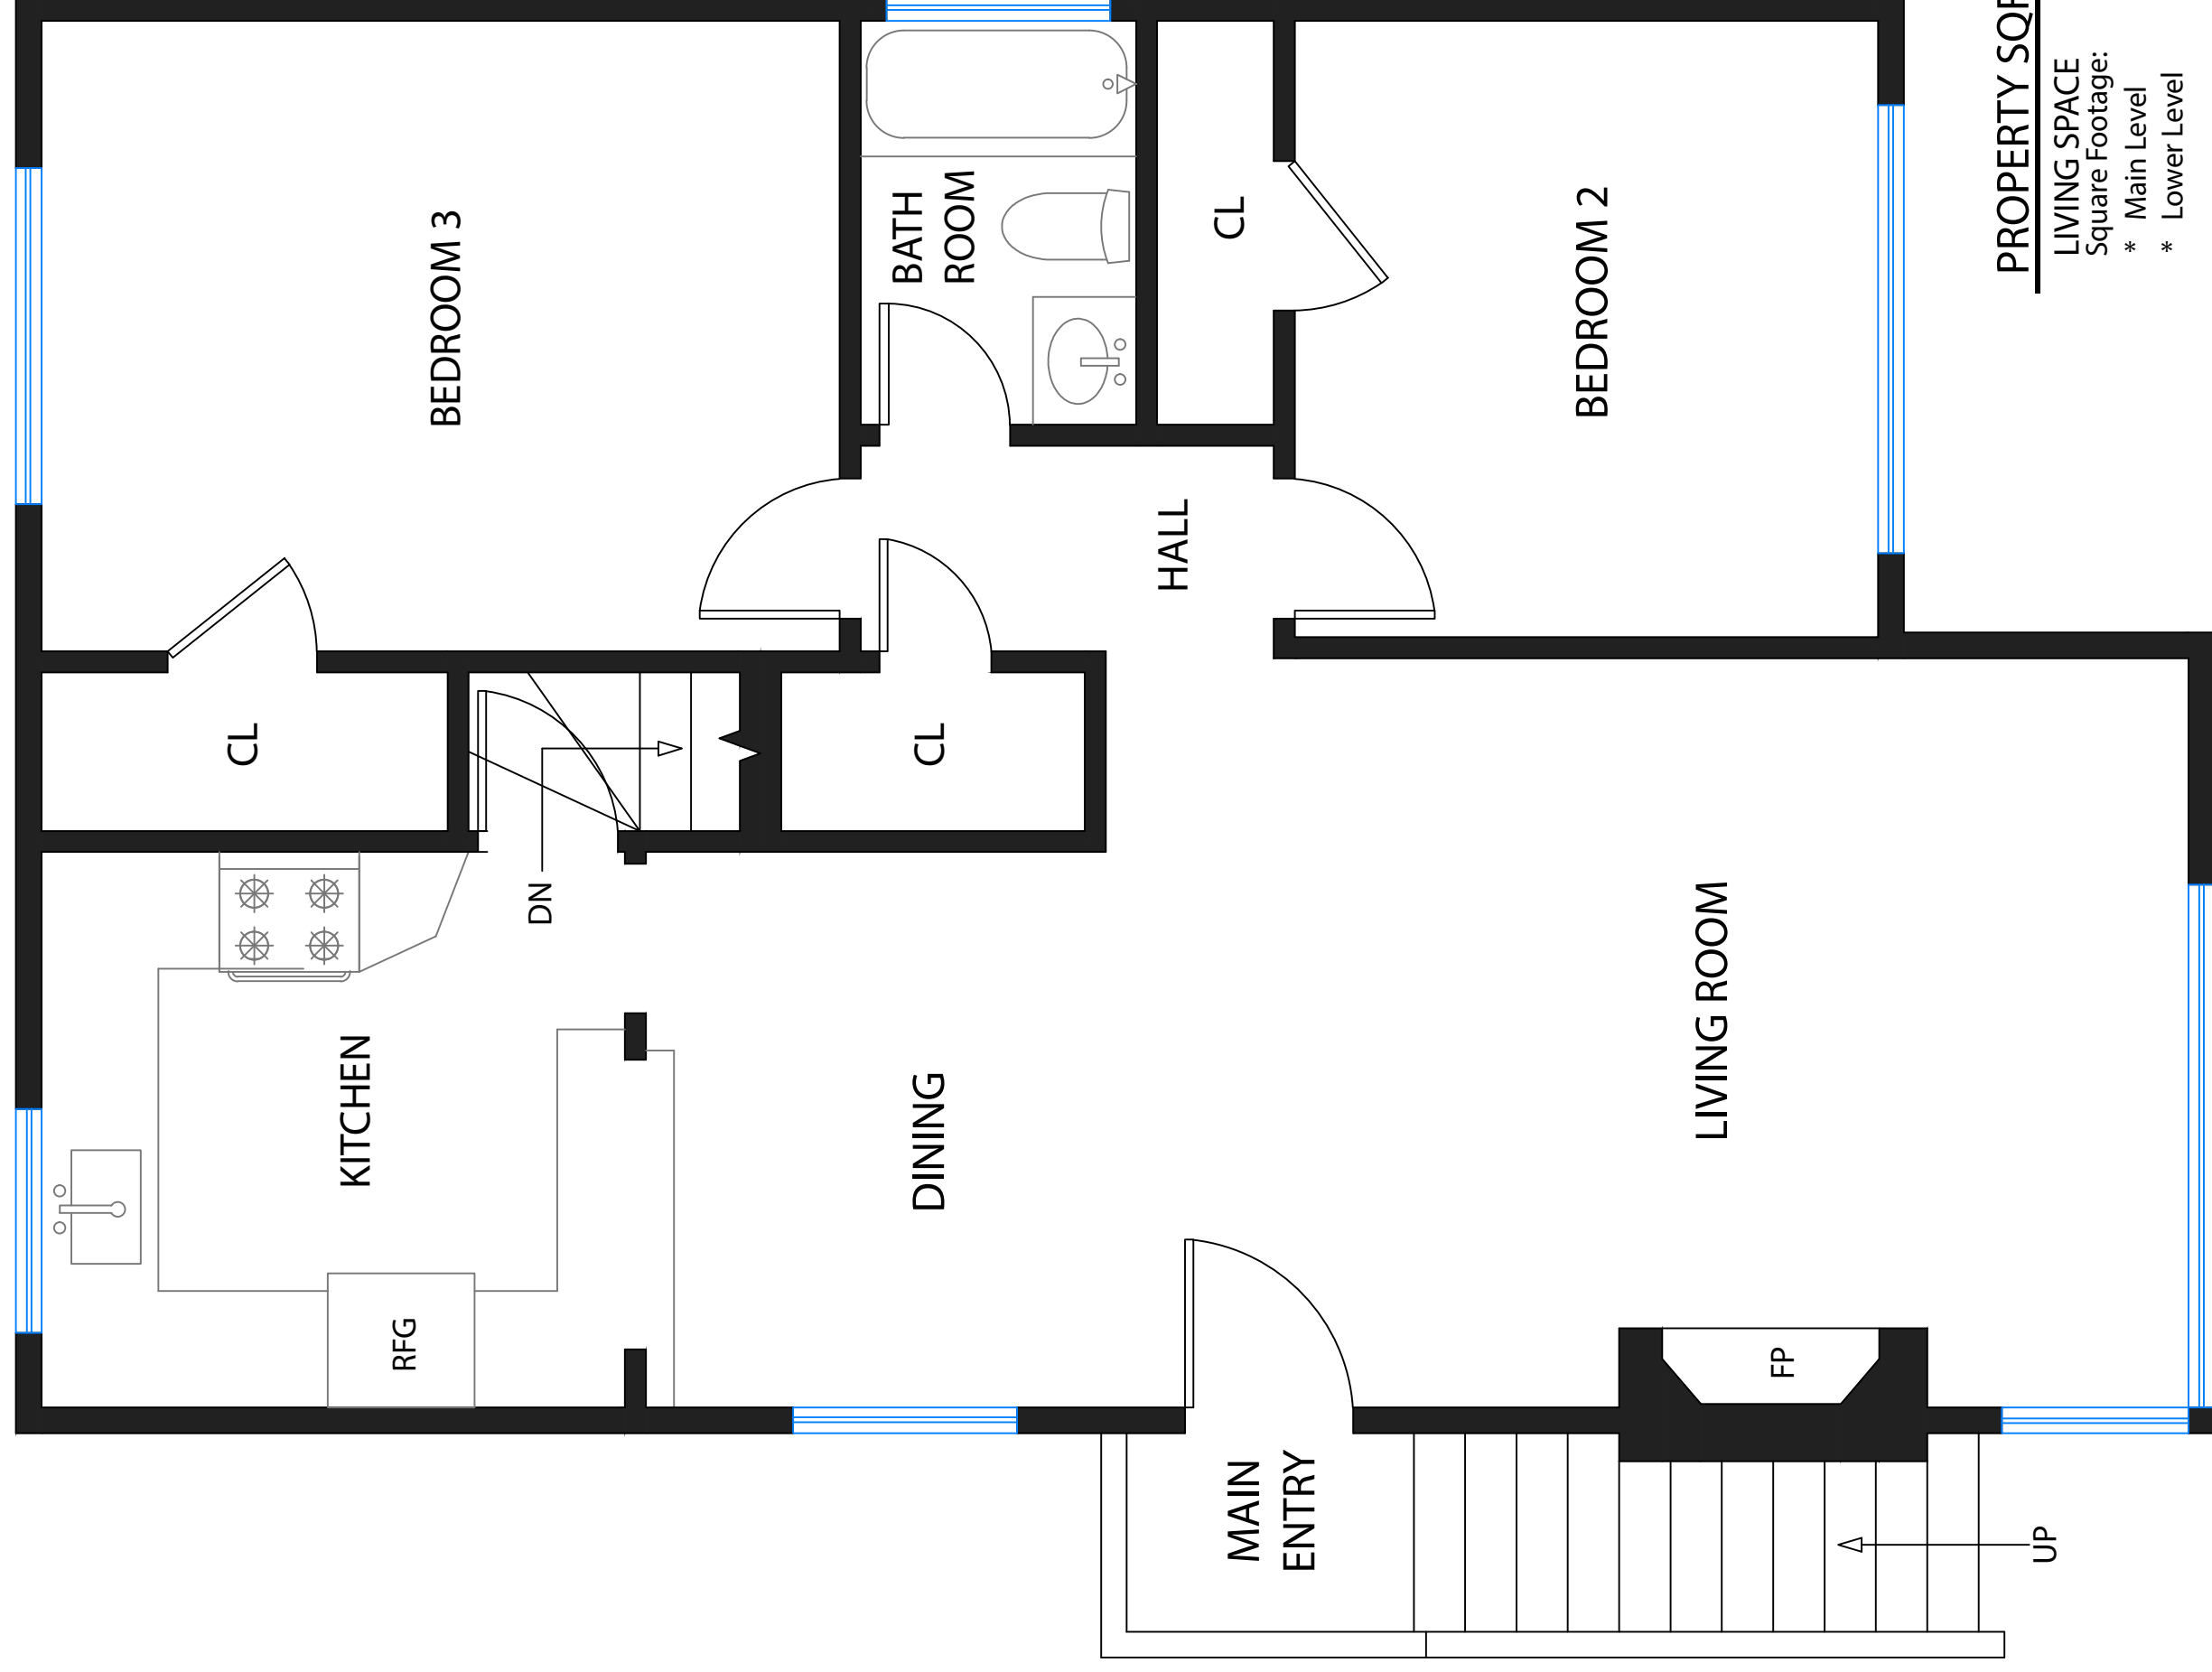 BEDROOM 3
BATH
ROOM
CL
BEDROOM 2
HALL
CL
CL
DN
KITCHEN
RFG
DINING
LIVING ROOM
FP
MAIN
ENTRY
UP
PROPERTY
LIVING SPACE
Square Footage:
* Main Level
* Lower Level